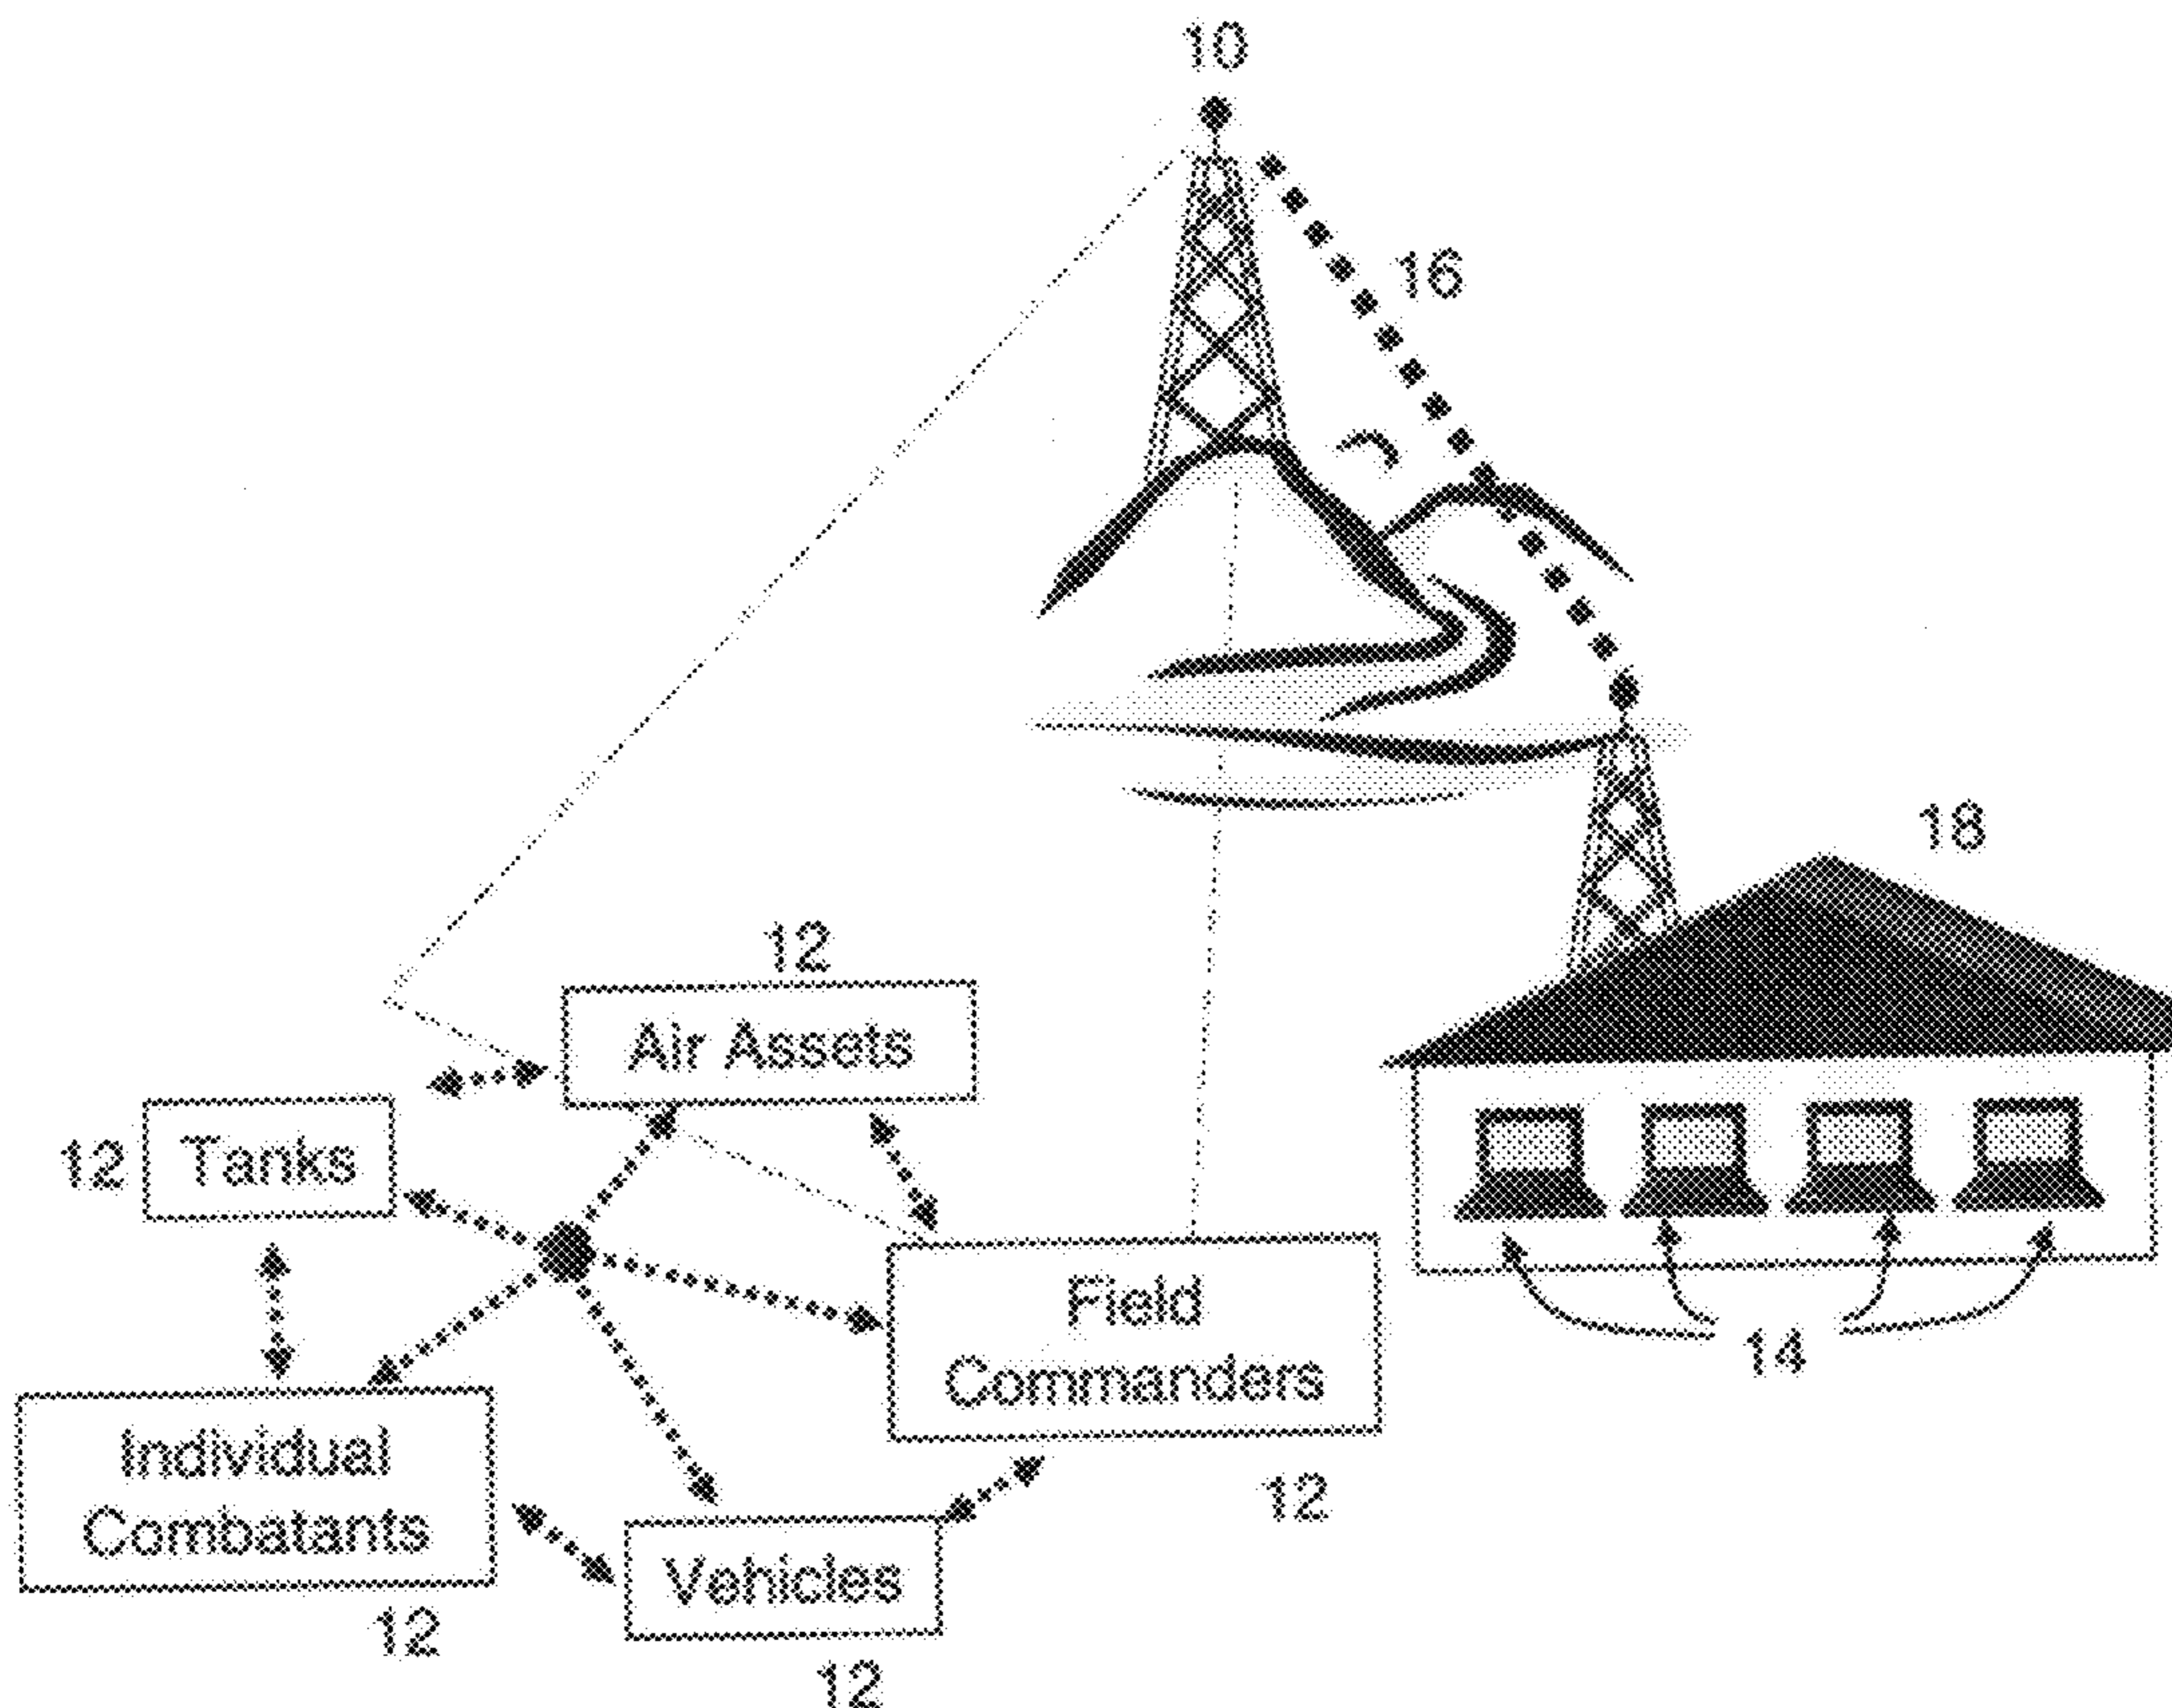 10
16
18
12
Air Assets
12
Tanks
Field
Commanders
14
Individual
Combatants
12
Vehicles
12
12